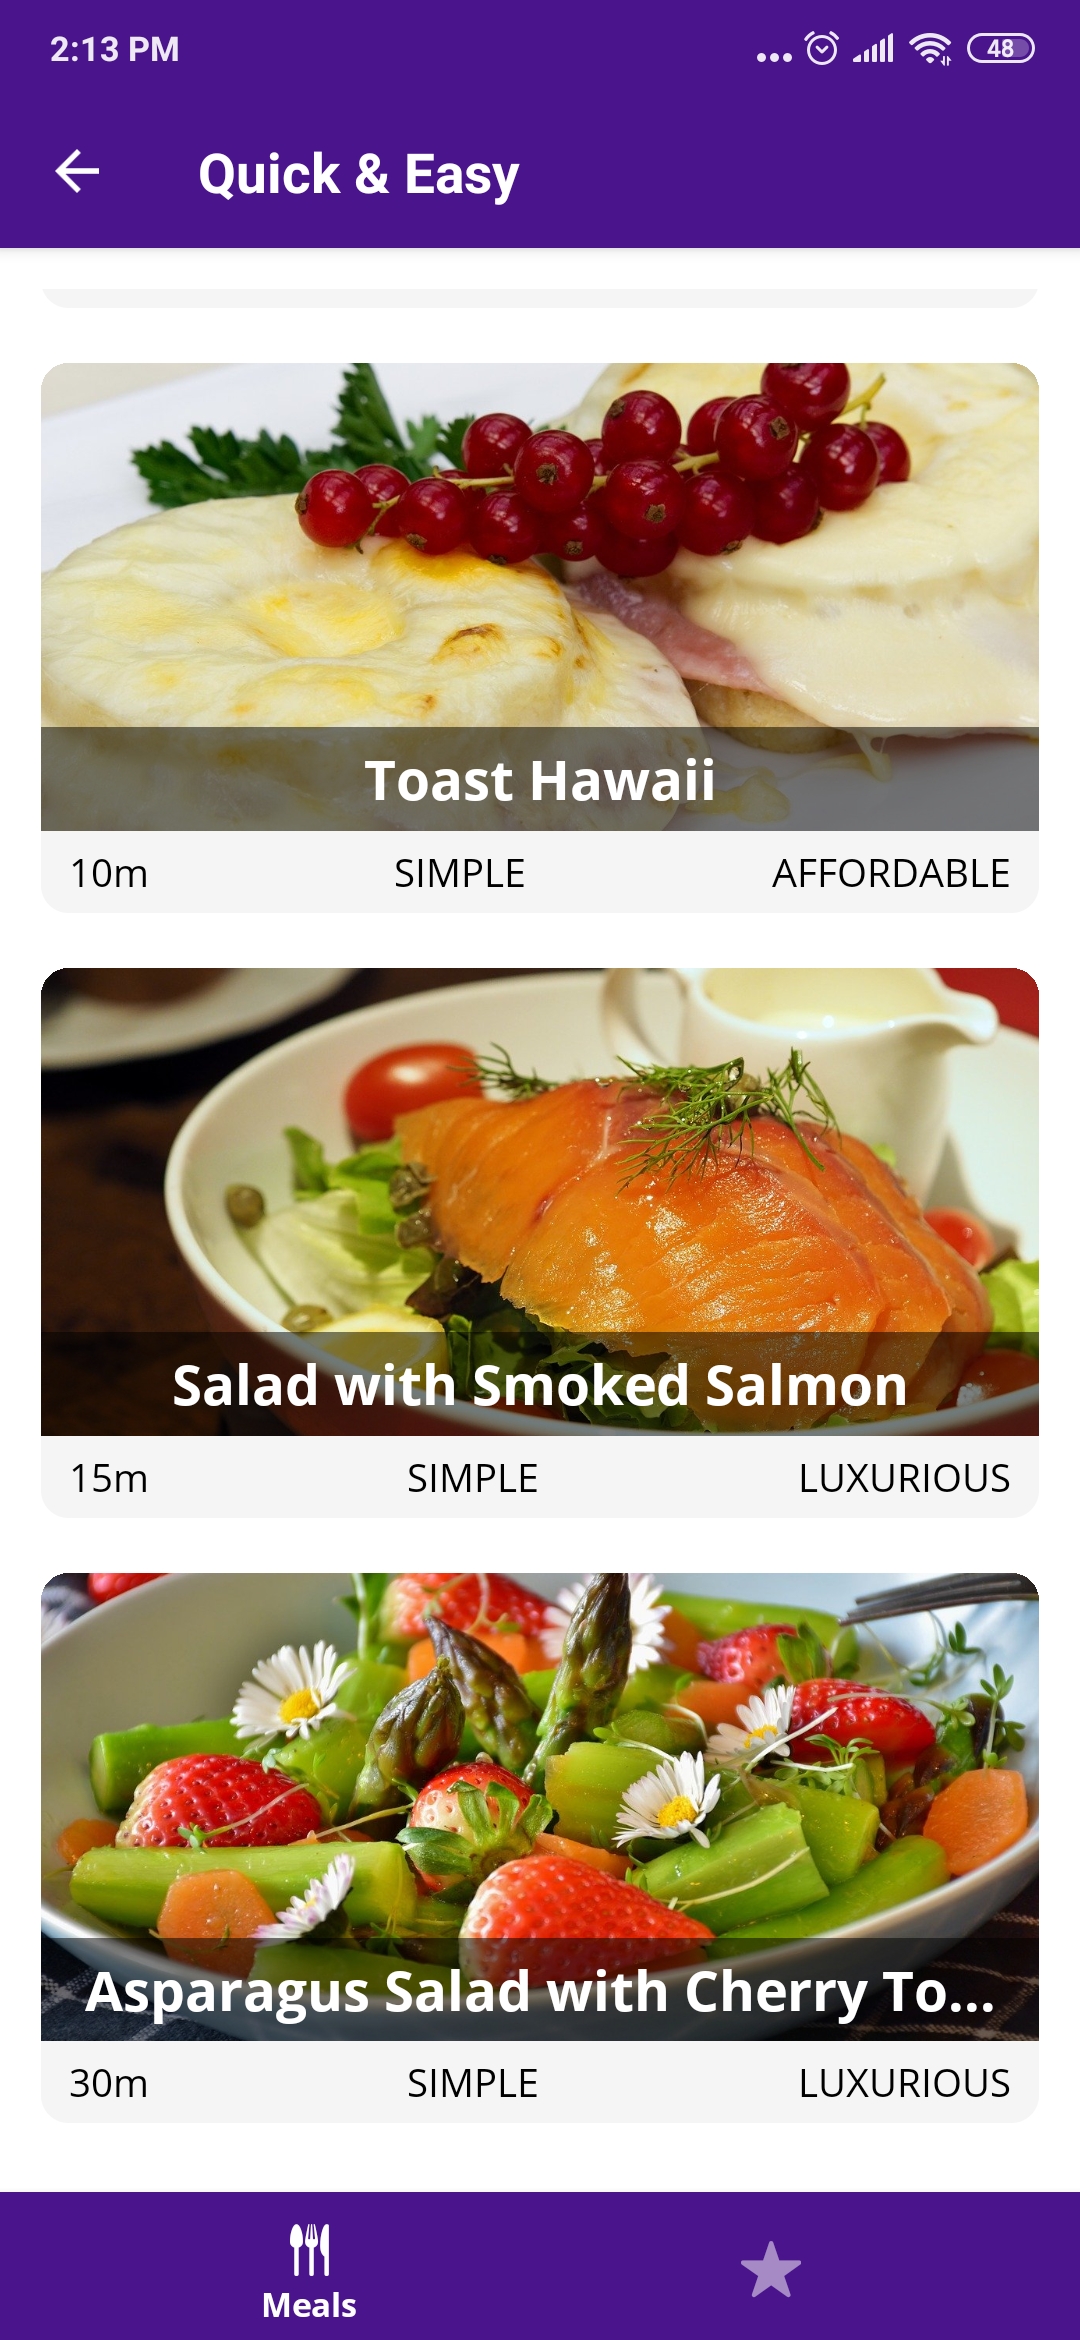 2:13 PM
48
Quick & Easy
Toast Hawaii
10m SIMPLE AFFORDABLE
Salad with Smoked Salmon
15m SIMPLE LUXURIOUS
Asparagus Salad with Cherry To...
30m SIMPLE LUXURIOUS
Meals